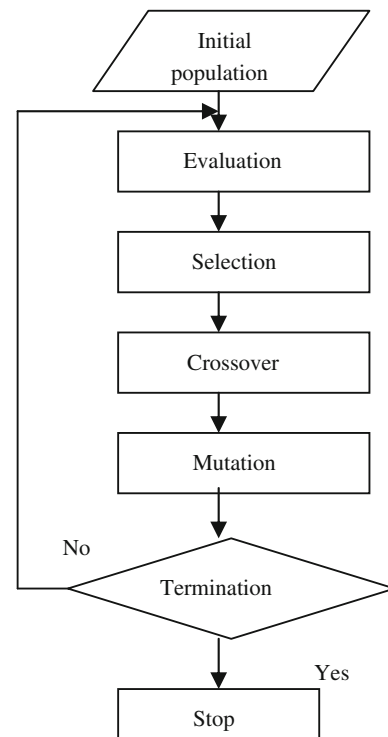 Initial
population
Evaluation
Selection
Crossover
Mutation
No
Termination
Yes
Stop